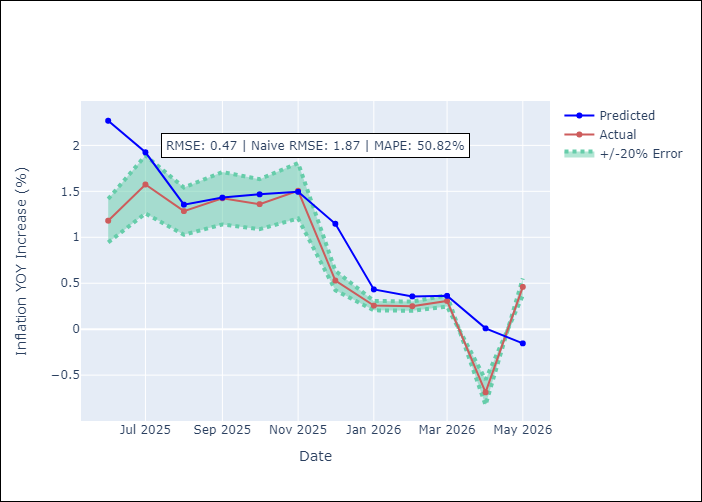 RMSE: 0.47 | Naive RMSE: 1.87 | MAPE: 50.82%
Predicted
Actual
+/-20% Error
Inflation YOY Increase (%)
2
1.5
1
0.5
0
−0.5
Jul 2025
Sep 2025
Nov 2025
Jan 2026
Mar 2026
May 2026
Date